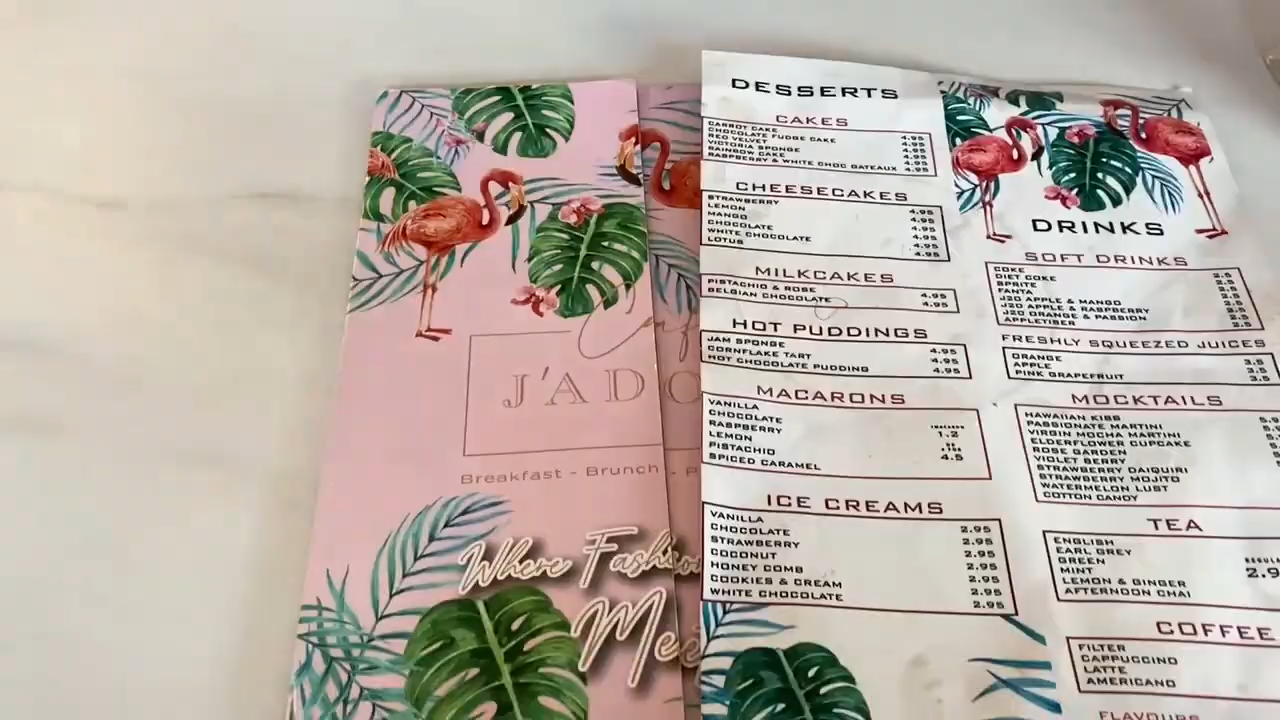 Caf
J'ADO
Breakfast - Brunch - P
Where Fashion
Mee
DESSERTS
CAKES
CARROT CAKE 4.95
CHOCOLATE FUDGE CAKE 4.95
RED VELVET 4.95
VICTORIA SPONGE 4.95
RAINBOW CAKE 4.95
RASPBERRY & WHITE CHOC GATEAUX 4.95
CHEESECAKES
STRAWBERRY 4.95
LEMON 4.95
MANGO 4.95
CHOCOLATE 4.95
WHITE CHOCOLATE 4.95
LOTUS 4.95
MILKCAKES
PISTACHIO & ROSE 4.95
BELGIAN CHOCOLATE 4.95
HOT PUDDINGS
JAM SPONGE 4.95
CORNFLAKE TART 4.95
HOT CHOCOLATE PUDDING 4.95
MACARONS
VANILLA
CHOCOLATE
RASPBERRY
LEMON 1.2
PISTACHIO
SPICED CARAMEL 4.5
ICE CREAMS
VANILLA 2.95
CHOCOLATE 2.95
STRAWBERRY 2.95
COCONUT 2.95
HONEY COMB 2.95
COOKIES & CREAM 2.95
WHITE CHOCOLATE 2.95
DRINKS
SOFT DRINKS
COKE 2.5
DIET COKE 2.5
SPRITE 2.5
FANTA 2.5
J20 APPLE & MANGO 2.5
J20 APPLE & RASPBERRY 2.5
J20 ORANGE & PASSION 2.5
APPLETISER 2.5
FRESHLY SQUEEZED JUICES
ORANGE 3.5
APPLE 3.5
PINK GRAPEFRUIT 3.5
MOCKTAILS
HAWAIIAN KISS 5.9
PASSIONATE MARTINI
VIRGIN MOCHA MARTINI
ELDERFLOWER CUPCAKE
ROSE GARDEN
VIOLET BERRY
STRAWBERRY DAIQUIRI
STRAWBERRY MOJITO
WATERMELON LUST
COTTON CANDY
TEA
ENGLISH
EARL GREY
GREEN REGULA
MINT 2.9
LEMON & GINGER
AFTERNOON CHAI
COFFEE
FILTER
CAPPUCCINO
LATTE
AMERICANO
FLAVOURS